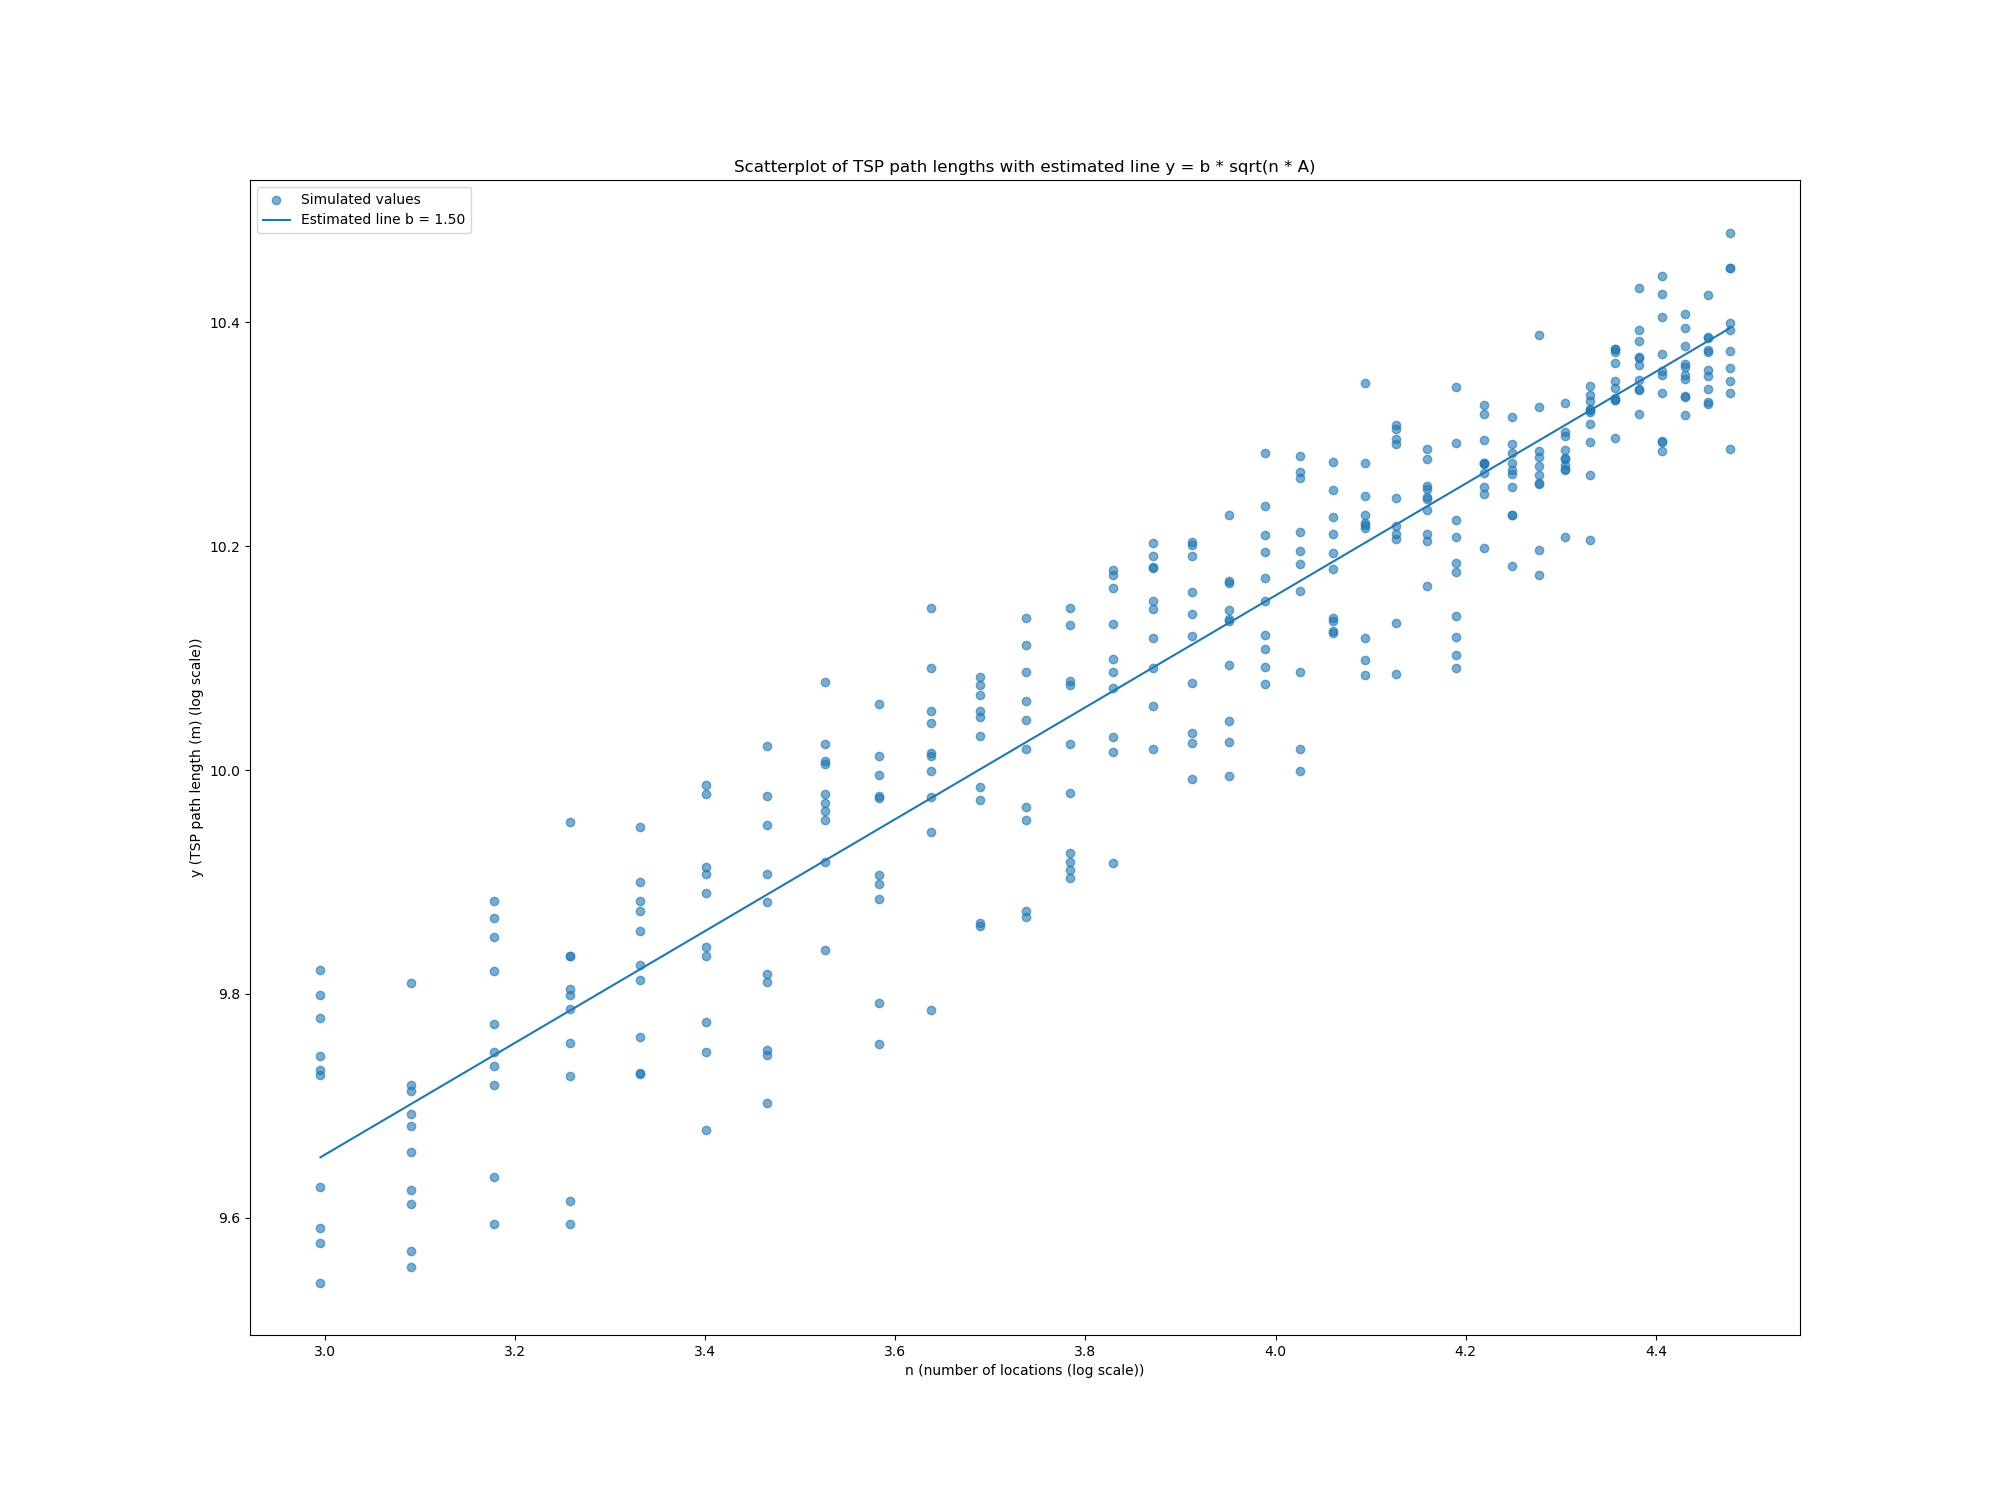 Scatterplot of TSP path lengths with estimated line y = b * sqrt(n * A)
Simulated values
Estimated line b = 1.50
10.4
10.2
10.0
9.8
9.6
y (TSP path length (m) (log scale))
3.0 3.2 3.4 3.6 3.8 4.0 4.2 4.4
n (number of locations (log scale))